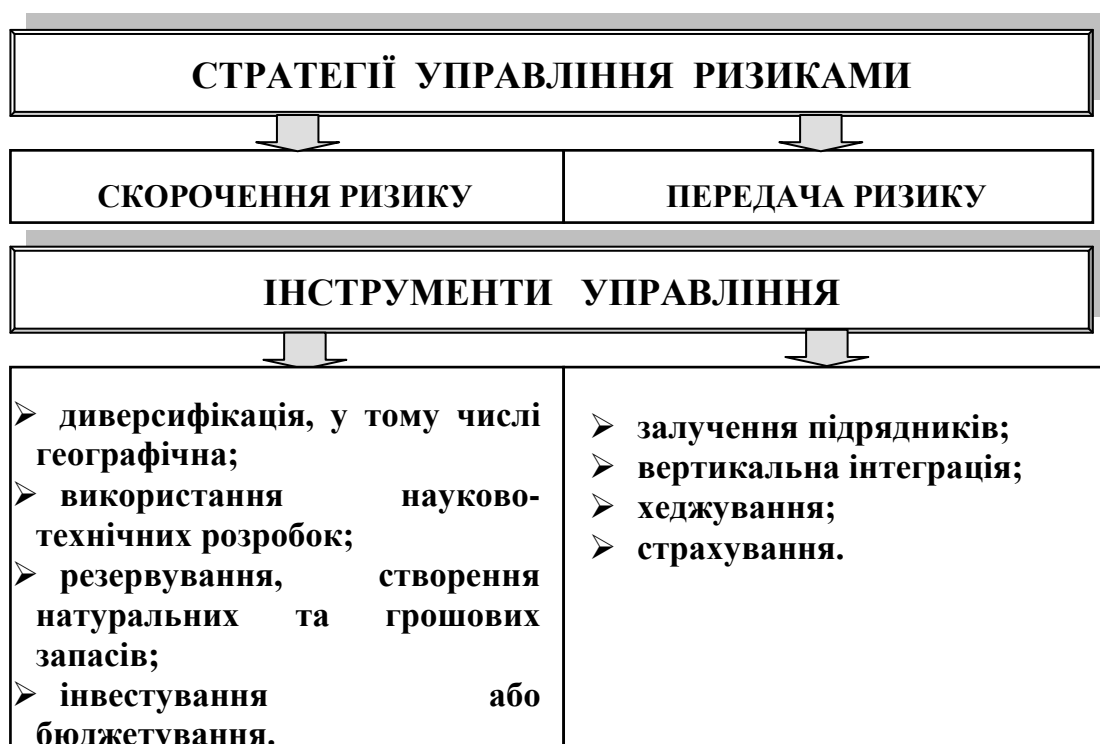 СТРАТЕГІЇ УПРАВЛІННЯ РИЗИКАМИ
СКОРОЧЕННЯ РИЗИКУ
ПЕРЕДАЧА РИЗИКУ
ІНСТРУМЕНТИ УПРАВЛІННЯ
➢ диверсифікація, у тому числі
географічна;
➢ використання науково-
технічних розробок;
➢ резервування, створення
натуральних та грошових
запасів;
➢ інвестування або
бюджетування.
➢ залучення підрядників;
➢ вертикальна інтеграція;
➢ хеджування;
➢ страхування.